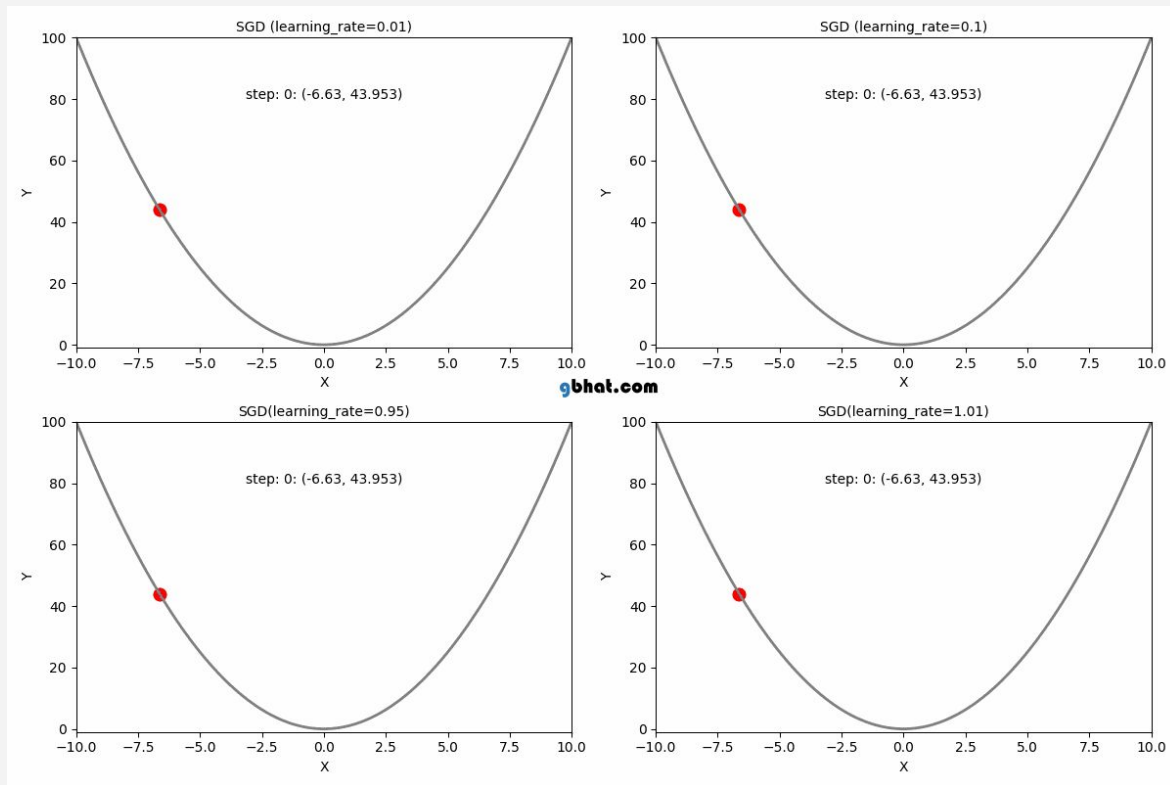 SGD (learning_rate=0.01)
100
80
60
40
20
0
Y
step: 0: (-6.63, 43.953)
−10.0 −7.5 −5.0 −2.5 0.0 2.5 5.0 7.5 10.0
X
SGD (learning_rate=0.1)
100
80
60
40
20
0
Y
step: 0: (-6.63, 43.953)
−10.0 −7.5 −5.0 −2.5 0.0 2.5 5.0 7.5 10.0
X
gbhat.com
SGD(learning_rate=0.95)
100
80
60
40
20
0
Y
step: 0: (-6.63, 43.953)
−10.0 −7.5 −5.0 −2.5 0.0 2.5 5.0 7.5 10.0
X
SGD(learning_rate=1.01)
100
80
60
40
20
0
Y
step: 0: (-6.63, 43.953)
−10.0 −7.5 −5.0 −2.5 0.0 2.5 5.0 7.5 10.0
X